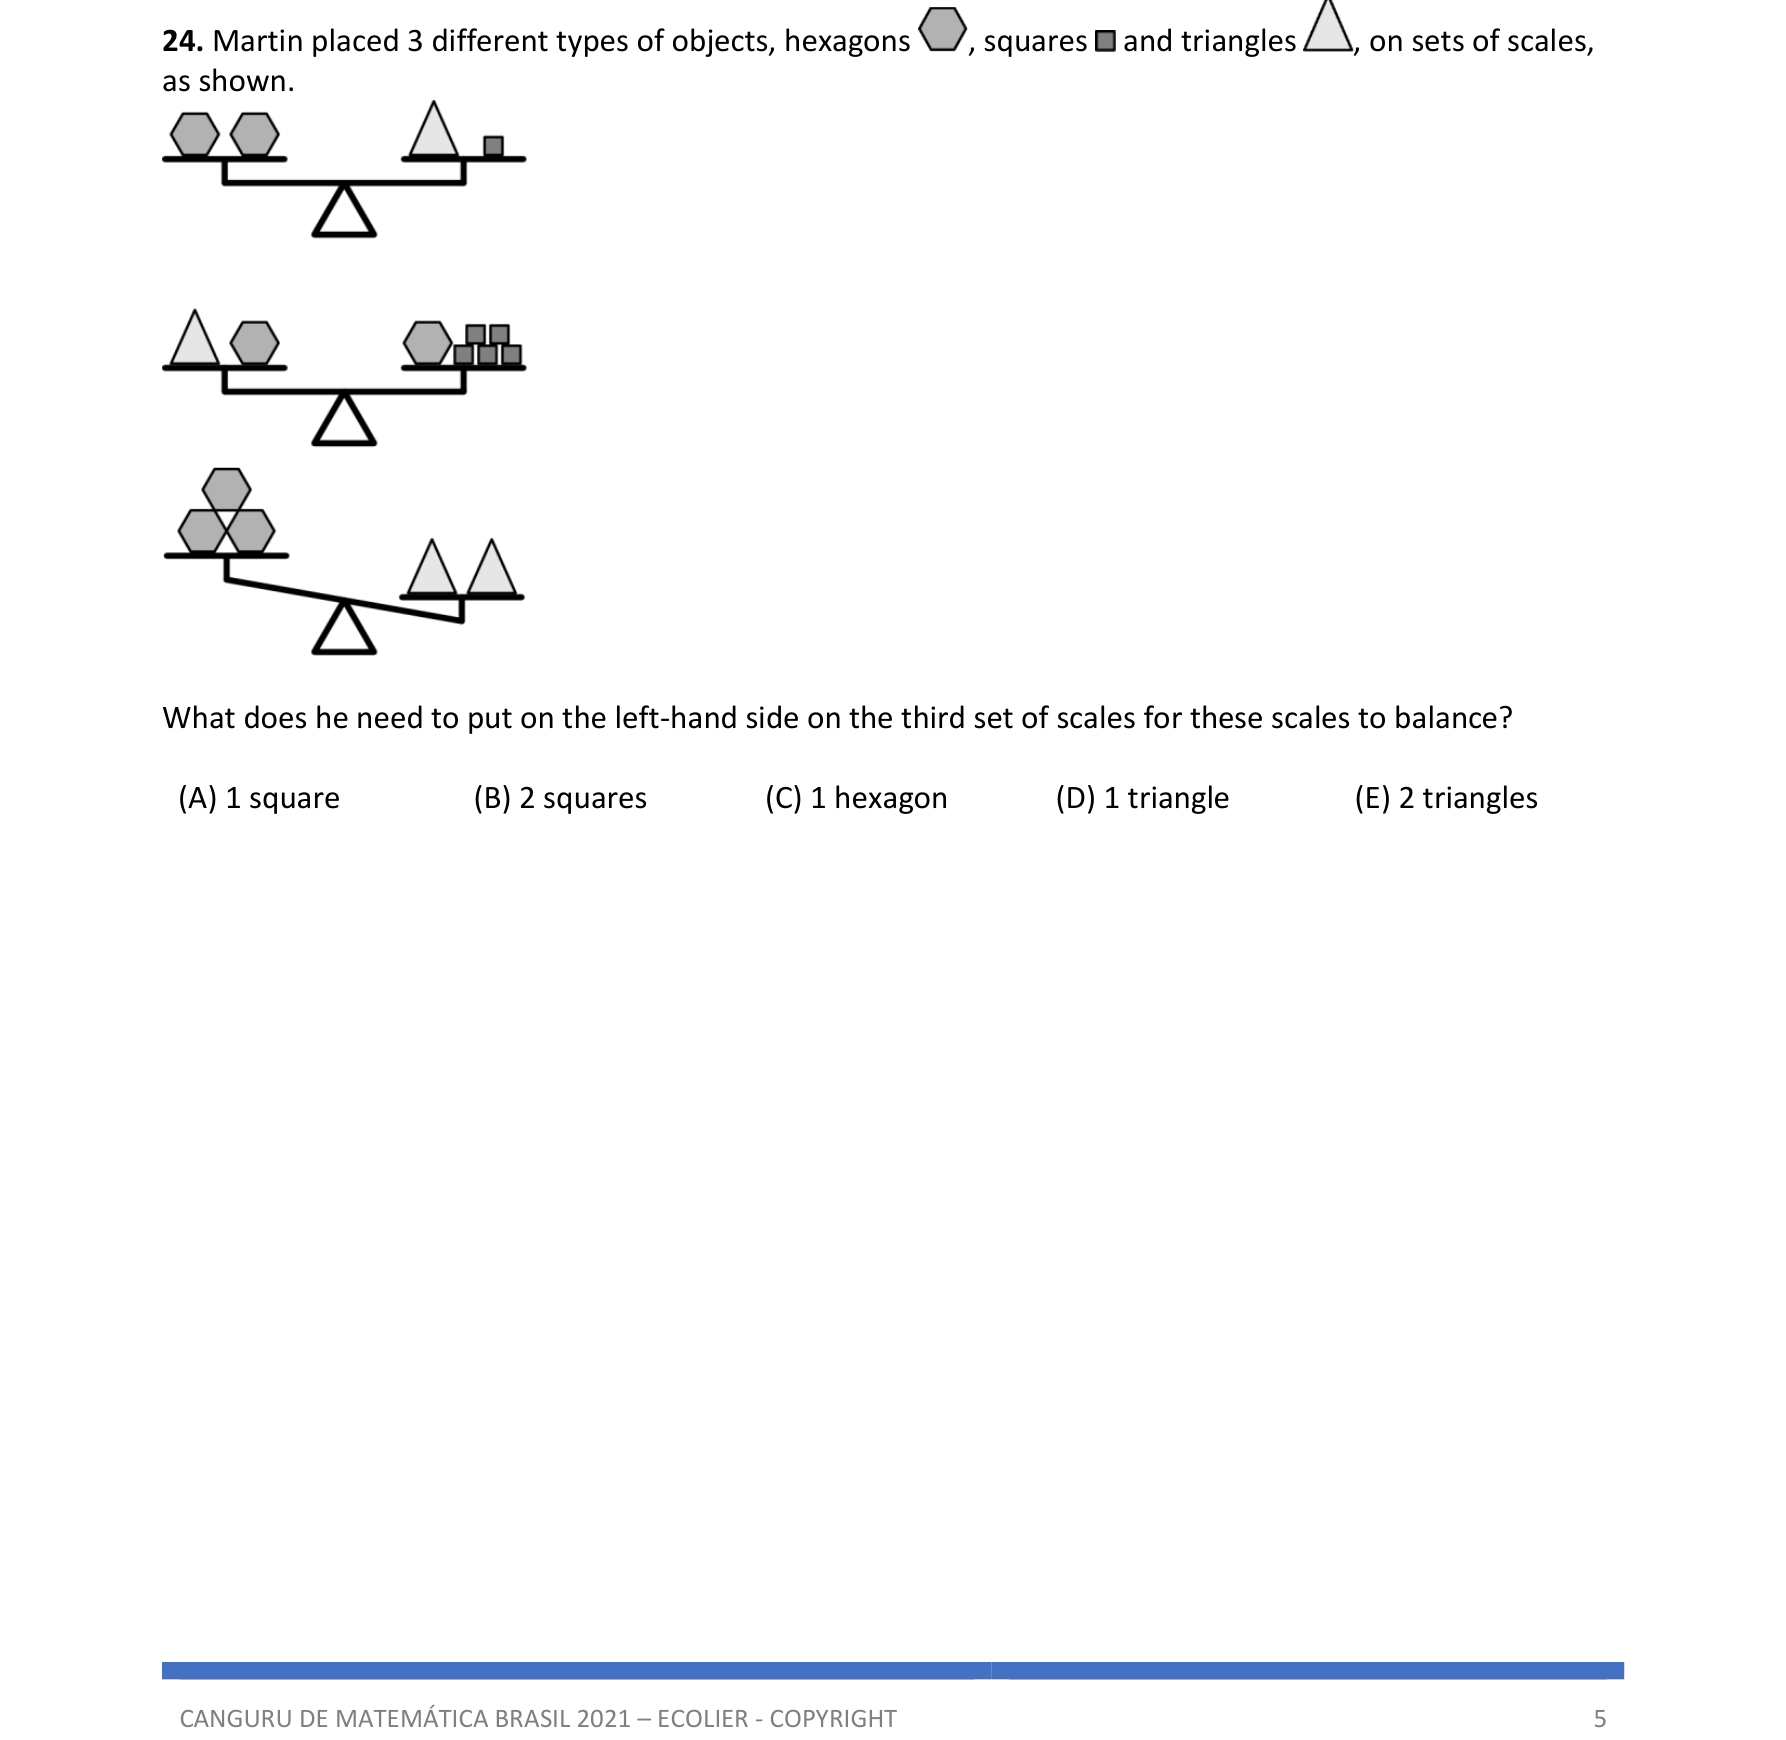 24. Martin placed 3 different types of objects, hexagons , squares and triangles , on sets of scales,
as shown.
What does he need to put on the left-hand side on the third set of scales for these scales to balance?
(A) 1 square (B) 2 squares (C) 1 hexagon (D) 1 triangle (E) 2 triangles
CANGURU DE MATEMÁTICA BRASIL 2021 – ECOLIER - COPYRIGHT 5